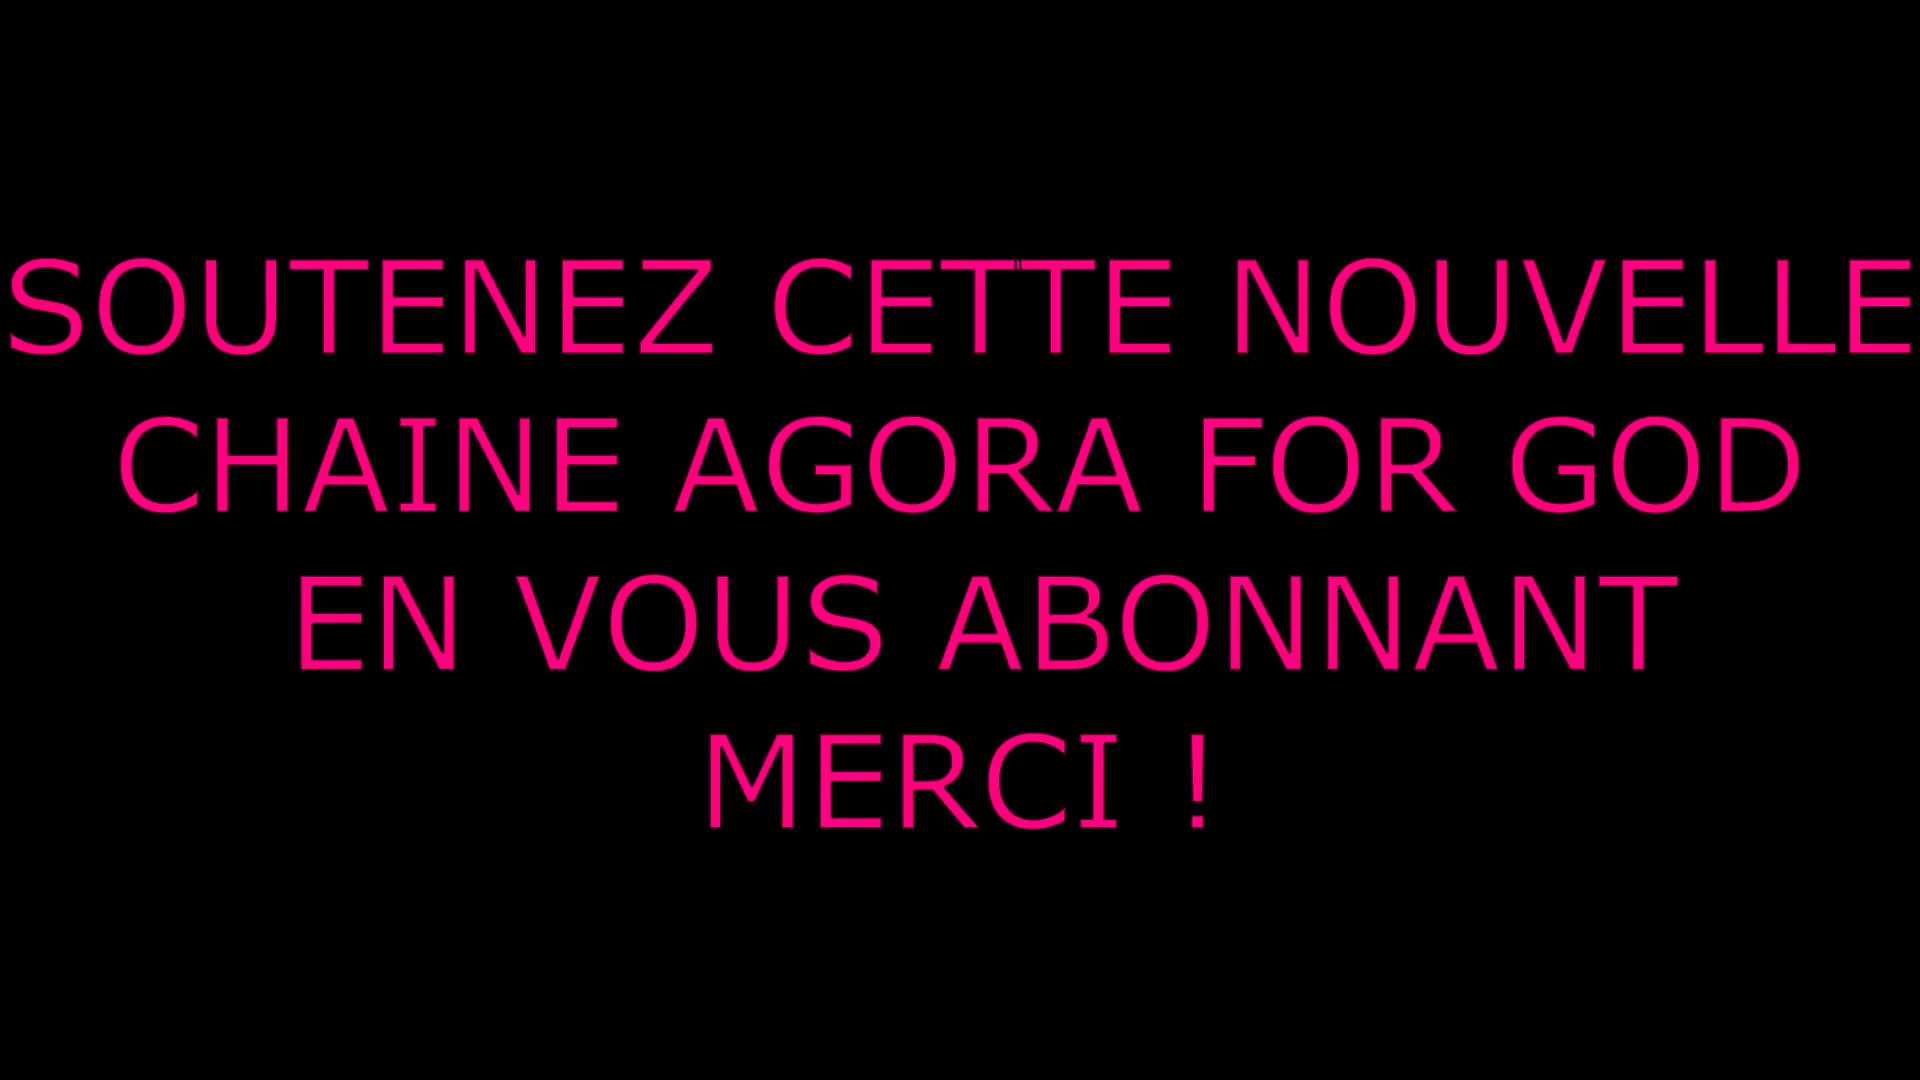 SOUTENEZ CETTE NOUVELLE
CHAINE AGORA FOR GOD
EN VOUS ABONNANT
MERCI !